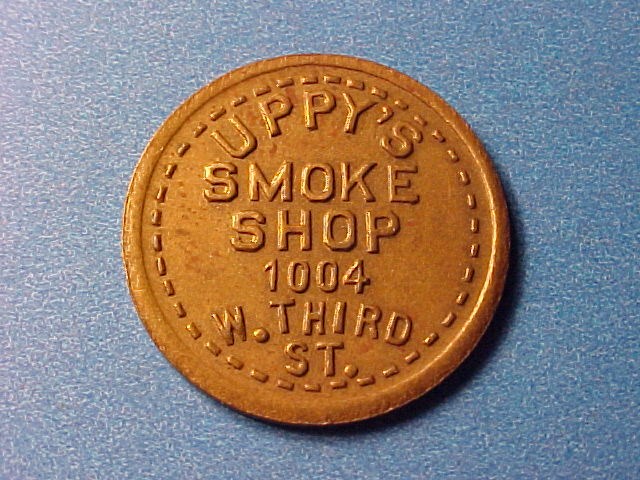 UPPY'S
SMOKE
SHOP
1004
W. THIRD
ST.